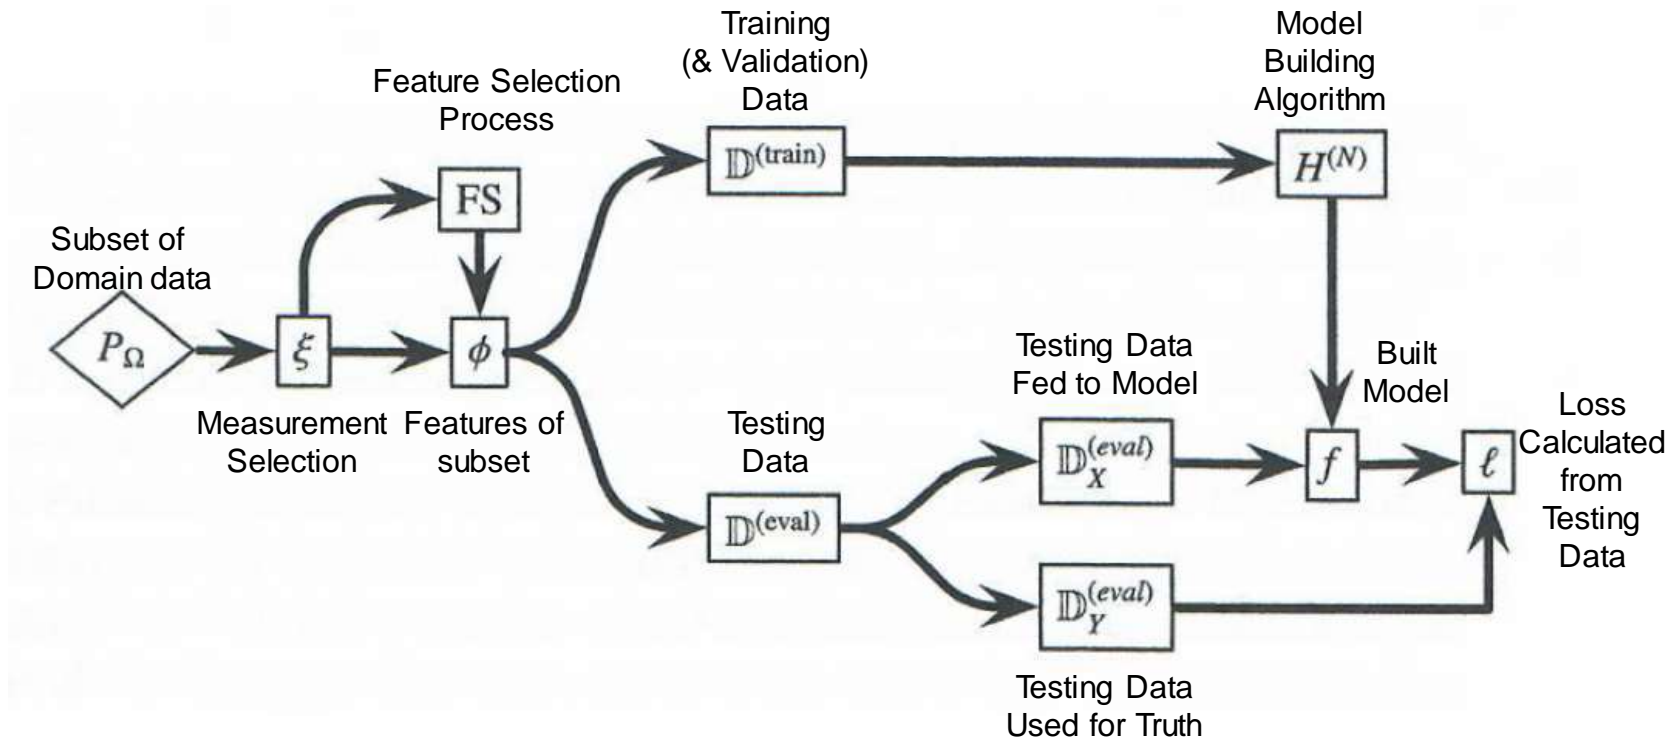 Training
(& Validation)
Data
Model
Building
Algorithm
Feature Selection
Process
𝔻^(train)
H^(N)
FS
Subset of
Domain data
P_Ω
ξ
ϕ
Measurement
Selection
Features of
subset
Testing Data
Fed to Model
Built
Model
Testing
Data
𝔻_X^(eval)
f
ℓ
Loss
Calculated
from
Testing
Data
𝔻^(eval)
𝔻_Y^(eval)
Testing Data
Used for Truth